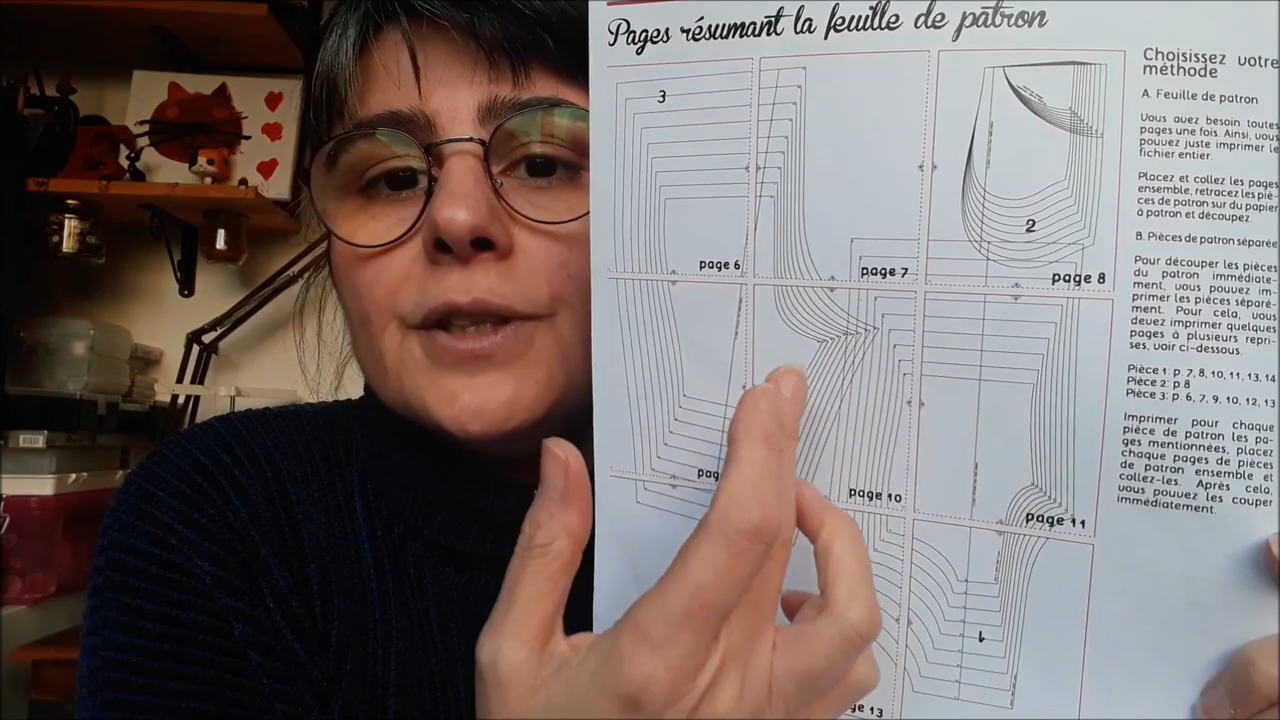 Pages résumant la feuille de patron
3
2
page 6
page 7
page 8
page 10
page 11
1
13
Choisissez votre
méthode
A. Feuille de patron
Vous avez besoin toutes
pages une fois. Ainsi, vous
pouvez juste imprimer le
fichier entier.
Placez et collez les pages
ensemble, retracez les piè-
ces de patron sur du papier
à patron et découpez.
B. Pièces de patron séparée
Pour découper les pièces
du patron immédiate-
ment, vous pouvez im-
primer les pièces séparé-
ment. Pour cela, vous
devez imprimer quelques
pages à plusieurs repri-
ses, voir ci-dessous.
Pièce 1: p 7, 8, 10, 11, 13, 14
Pièce 2: p 8
Pièce 3: p. 6, 7, 9, 10, 12, 13
Imprimer pour chaque
pièce de patron les pa-
ges mentionnées, placez
chaque pages de pièces
de patron ensemble et
collez-les. Après cela,
vous pouvez les couper
immédiatement.